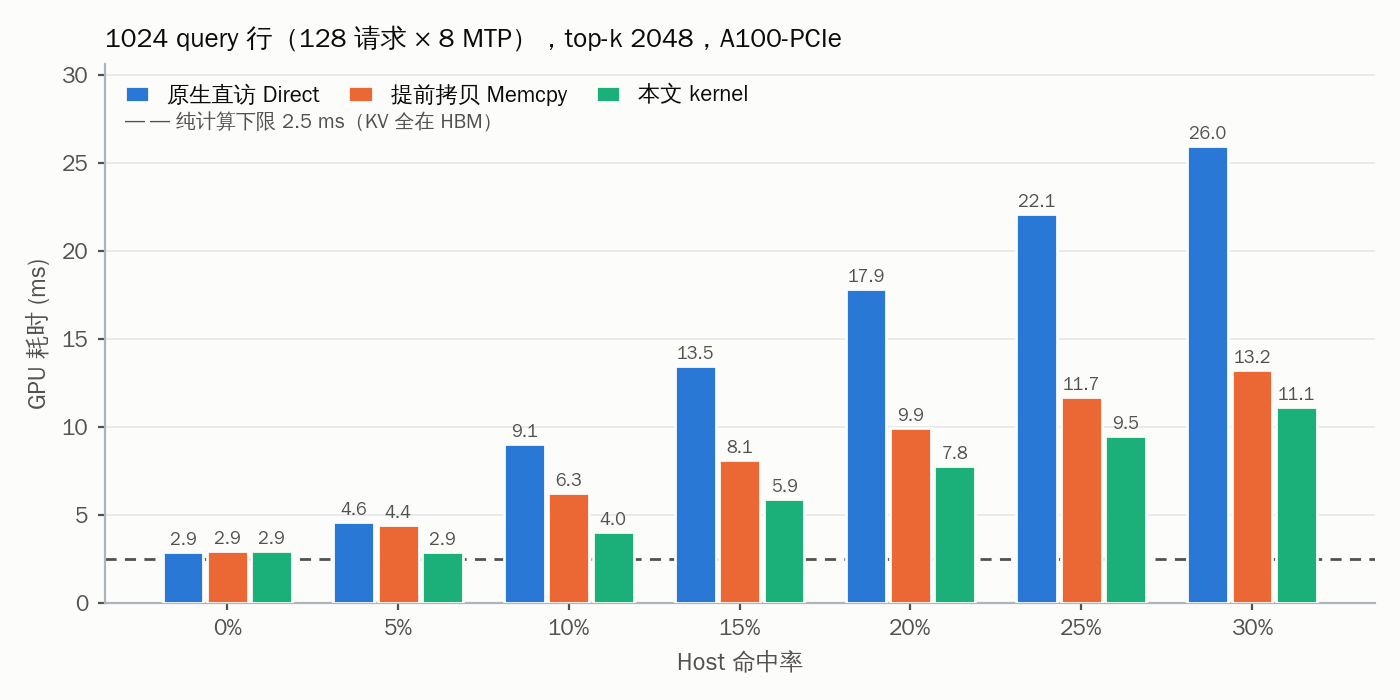 1024 query 行（128 请求 × 8 MTP），top-k 2048，A100-PCIe
原生直访 Direct 提前拷贝 Memcpy 本文 kernel
纯计算下限 2.5 ms（KV 全在 HBM）
GPU 耗时 (ms)
30
25
20
15
10
5
0
2.9 2.9 2.9
4.6 4.4 2.9
9.1 6.3 4.0
13.5 8.1 5.9
17.9 9.9 7.8
22.1 11.7 9.5
26.0 13.2 11.1
0% 5% 10% 15% 20% 25% 30%
Host 命中率